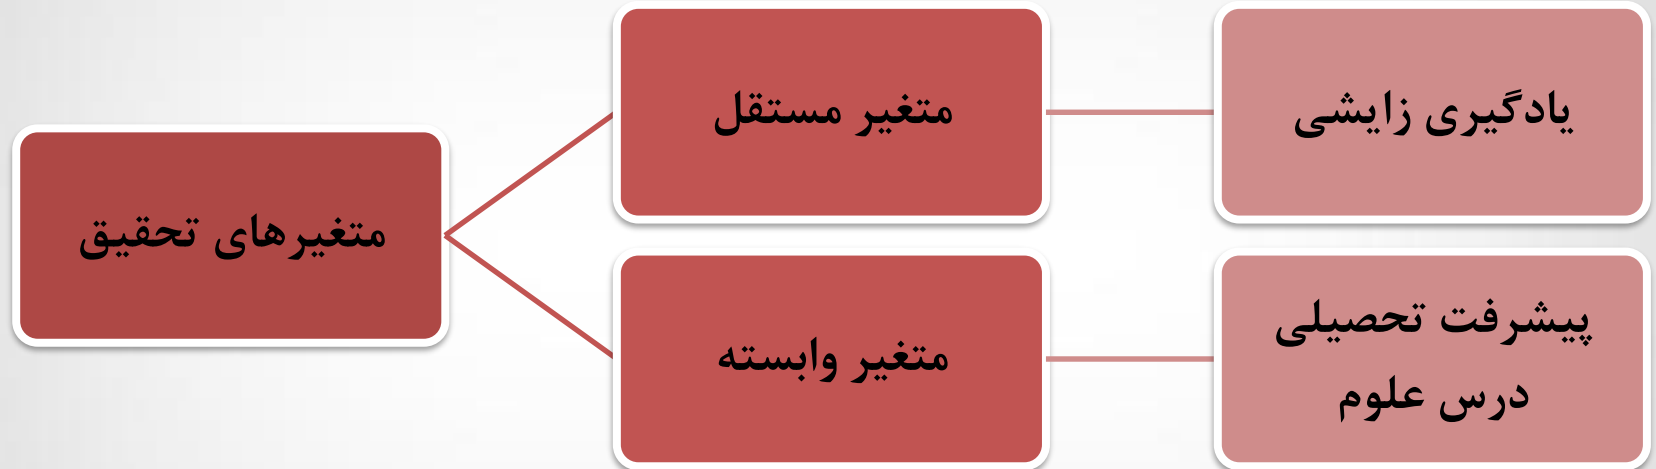 متغیرهای تحقیق
متغیر مستقل
یادگیری زایشی
متغیر وابسته
پیشرفت تحصیلی
درس علوم